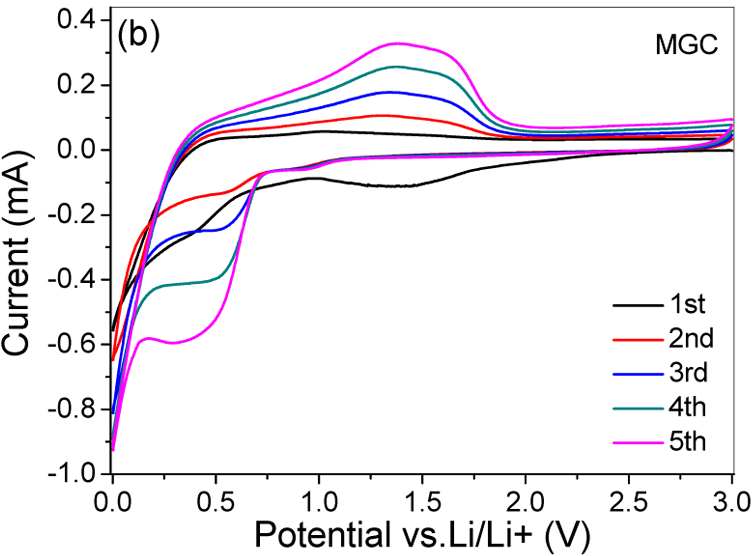 (b)
MGC
0.4
0.2
0.0
-0.2
-0.4
-0.6
-0.8
-1.0
Current (mA)
1st
2nd
3rd
4th
5th
0.0 0.5 1.0 1.5 2.0 2.5 3.0
Potential vs.Li/Li+ (V)